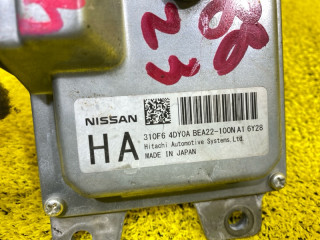 NISSAN
310F6 4DY0A BEA22-100N A1 6Y28
HA
Hitachi Automotive Systems,Ltd.
MADE IN JAPAN